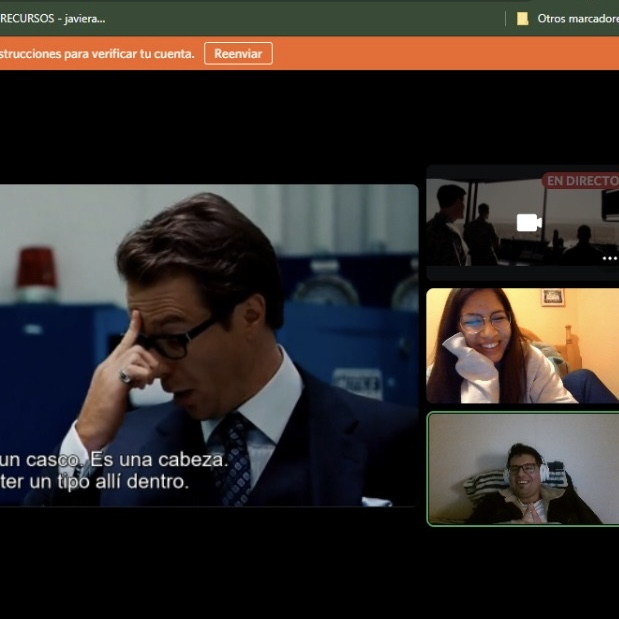 RECURSOS - javiera...
Otros marcadore
strucciones para verificar tu cuenta.
Reenviar
EN DIRECTO
un casco. Es una cabeza.
ter un tipo allí dentro.